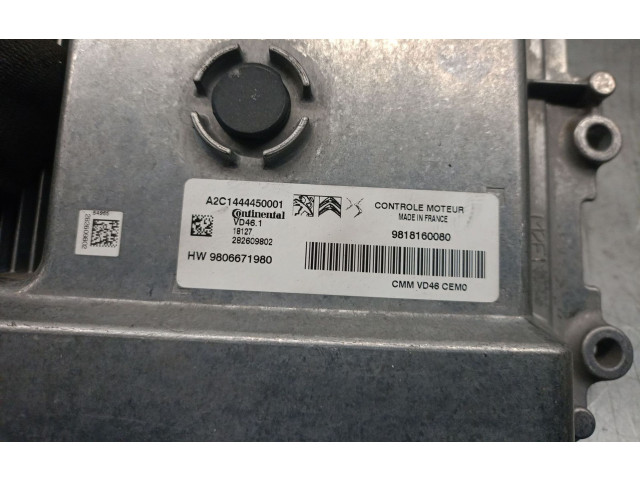 A2C1444450001
Continental
VD46.1
18127
282609802
HW 9806671980
CONTROLE MOTEUR
MADE IN FRANCE
9818160080
CMM VD46 CEM0